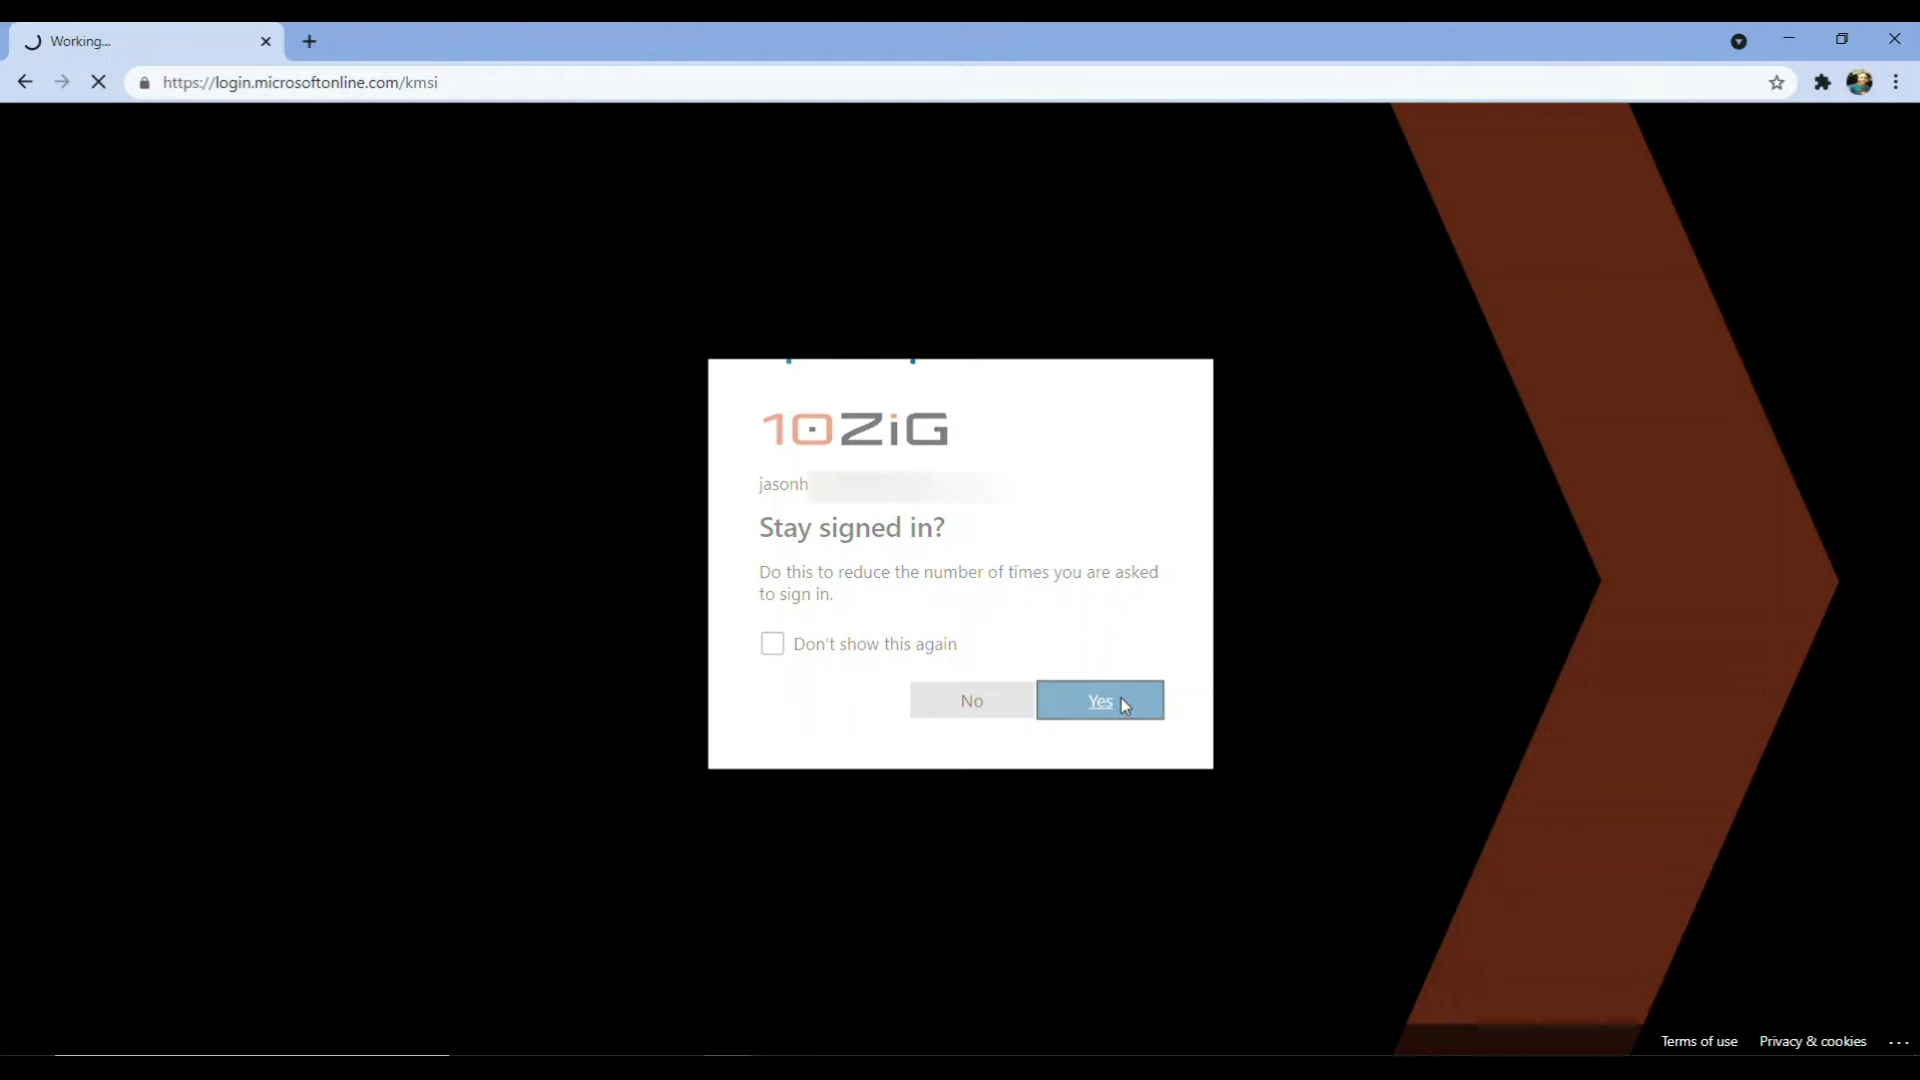 Working...
https://login.microsoftonline.com/kmsi
10ZiG
jasonh
Stay signed in?
Do this to reduce the number of times you are asked
to sign in.
Don't show this again
No
Yes
Terms of use
Privacy & cookies
...